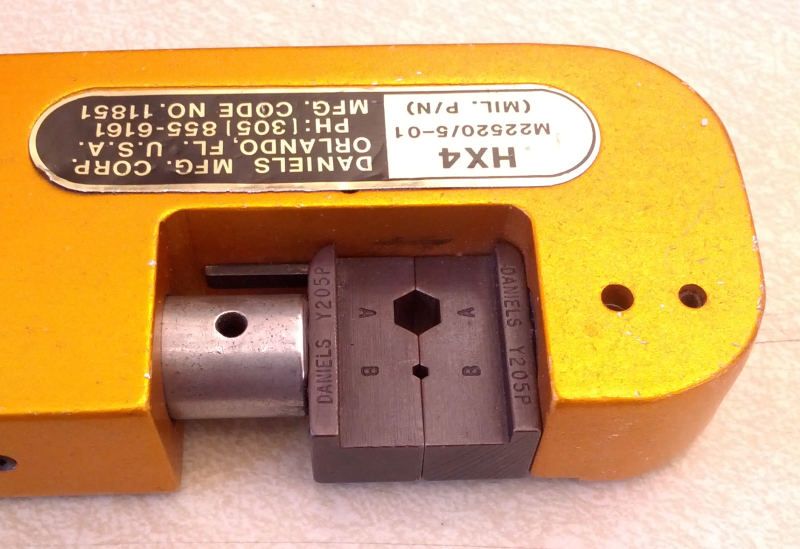 HX4
M22520/5-01
(MIL. P/N)
DANIELS MFG. CORP.
ORLANDO, FL. U.S.A.
PH: (305) 855-6161
MFG. CODE NO. 11851
DANIELS Y205P
A
B
A
B
DANIELS Y205P